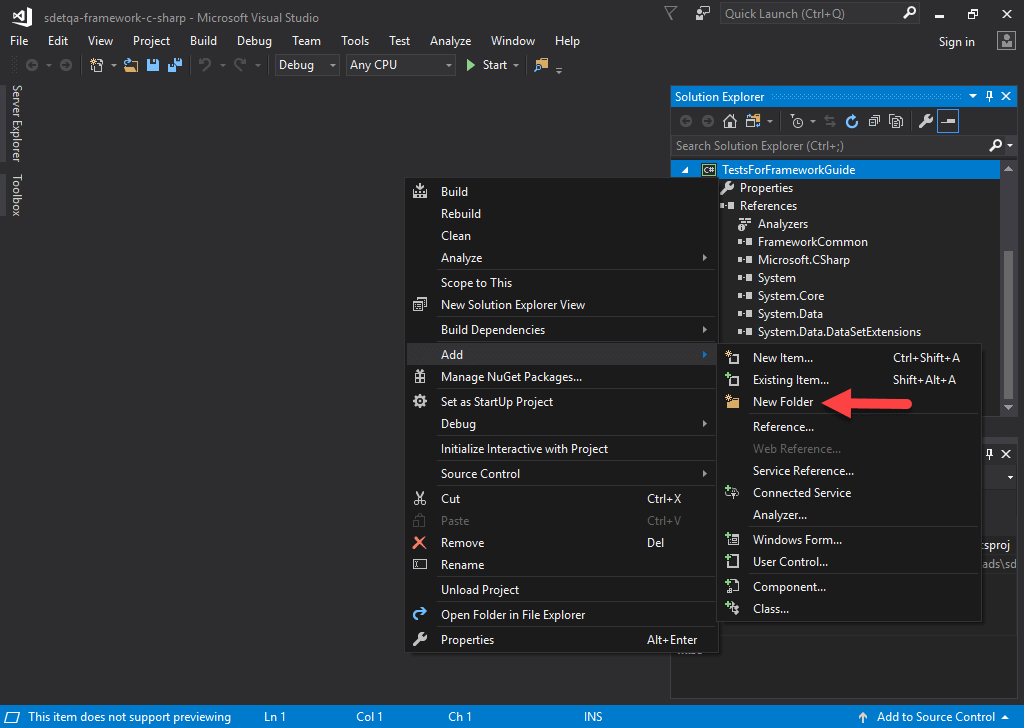 sdetqa-framework-c-sharp - Microsoft Visual Studio
Quick Launch (Ctrl+Q)
File Edit View Project Build Debug Team Tools Test Analyze Window Help
Sign in
Debug Any CPU Start
Server Explorer
Toolbox
Solution Explorer
Search Solution Explorer (Ctrl+;)
C# TestsForFrameworkGuide
Properties
References
Analyzers
FrameworkCommon
Microsoft.CSharp
System
System.Core
System.Data
System.Data.DataSetExtensions
Build
Rebuild
Clean
Analyze
Scope to This
New Solution Explorer View
Build Dependencies
Add
Manage NuGet Packages...
Set as StartUp Project
Debug
Initialize Interactive with Project
Source Control
Cut Ctrl+X
Paste Ctrl+V
Remove Del
Rename
Unload Project
Open Folder in File Explorer
Properties Alt+Enter
New Item... Ctrl+Shift+A
Existing Item... Shift+Alt+A
New Folder
Reference...
Web Reference...
Service Reference...
Connected Service
Analyzer...
Windows Form...
User Control...
Component...
Class...
csproj
ads\sd
This item does not support previewing Ln 1 Col 1 Ch 1 INS Add to Source Control